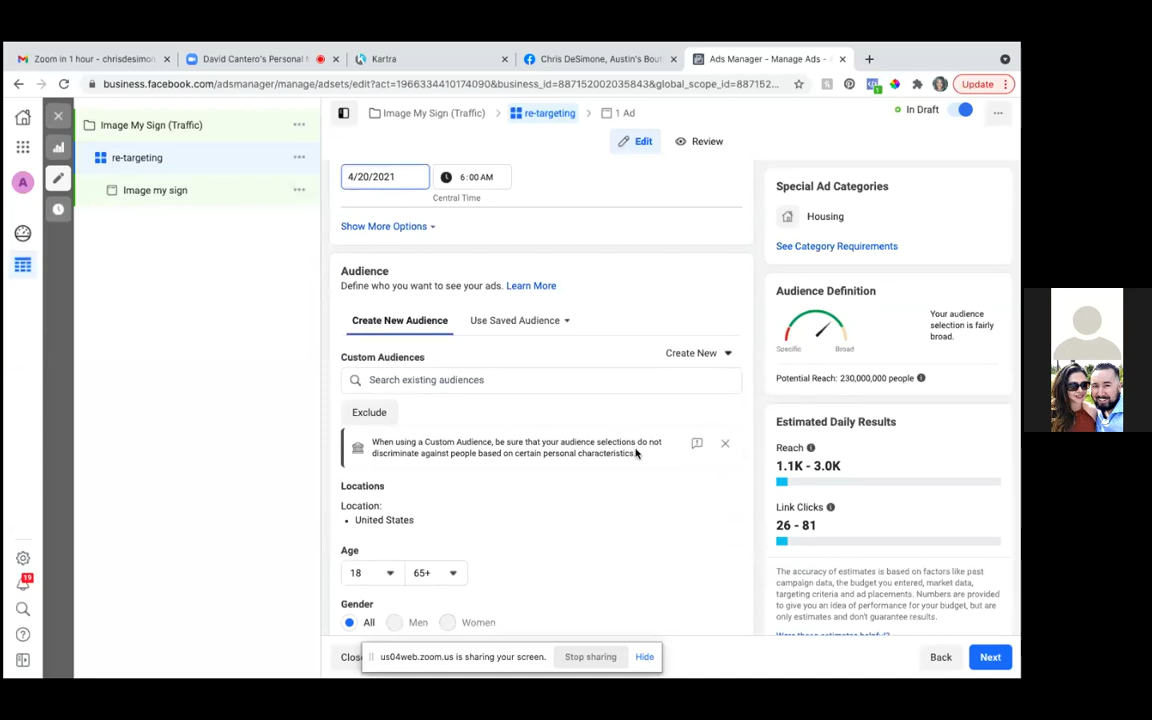 Zoom in 1 hour - chrisdesimon
David Cantero's Personal
Kartra
Chris DeSimone, Austin's Bou
Ads Manager - Manage Ads -
business.facebook.com/adsmanager/manage/adsets/edit?act=1966334410174090&business_id=887152002035843&global_scope_id=887152...
Update
Image My Sign (Traffic)
re-targeting
Image my sign
Image My Sign (Traffic)
re-targeting
1 Ad
In Draft
Edit
Review
A
19
4/20/2021
6:00 AM
Central Time
Show More Options
Audience
Define who you want to see your ads. Learn More
Create New Audience
Use Saved Audience
Custom Audiences
Create New
Search existing audiences
Exclude
When using a Custom Audience, be sure that your audience selections do not
discriminate against people based on certain personal characteristics.
Locations
Location:
• United States
Age
18
65+
Gender
All
Men
Women
Special Ad Categories
Housing
See Category Requirements
Audience Definition
Your audience
selection is fairly
broad.
Specific
Broad
Potential Reach: 230,000,000 people
Estimated Daily Results
Reach
1.1K - 3.0K
Link Clicks
26 - 81
The accuracy of estimates is based on factors like past
campaign data, the budget you entered, market data,
targeting criteria and ad placements. Numbers are provided
to give you an idea of performance for your budget, but are
only estimates and don't guarantee results.
Were these estimates helpful?
Clos
us04web.zoom.us is sharing your screen.
Stop sharing
Hide
Back
Next